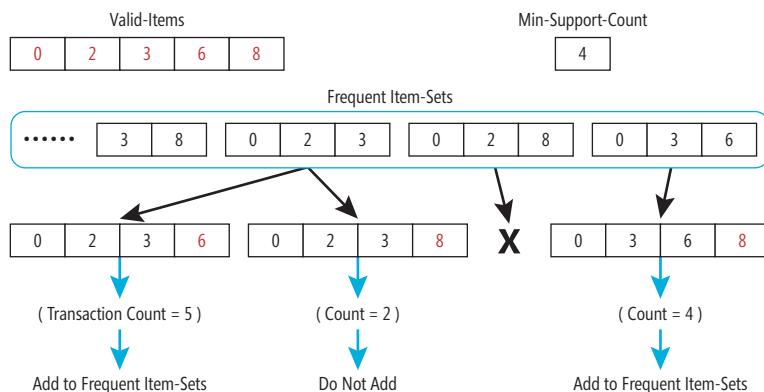 Valid-Items Min-Support-Count
0 2 3 6 8 4
Frequent Item-Sets
...... 3 8 0 2 3 0 2 8 0 3 6
0 2 3 6 0 2 3 8 X 0 3 6 8
( Transaction Count = 5 ) ( Count = 2 ) ( Count = 4 )
Add to Frequent Item-Sets Do Not Add Add to Frequent Item-Sets